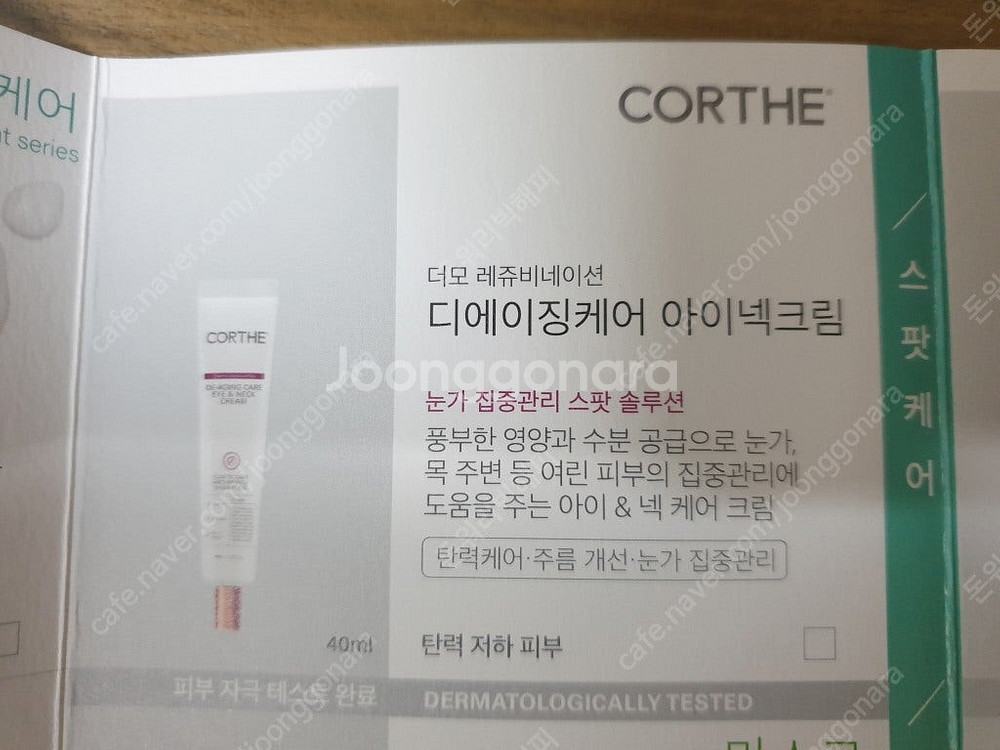 케어
nt series
CORTHE
더모 레쥬비네이션
디에이징케어 아이넥크림
눈가 집중관리 스팟 솔루션
풍부한 영양과 수분 공급으로 눈가,
목 주변 등 여린 피부의 집중관리에
도움을 주는 아이 & 넥 케어 크림
탄력케어·주름 개선·눈가 집중관리
탄력 저하 피부
CORTHE
DE-AGING CARE
EYE & NECK
CREAM
40ml
피부 자극 테스트 완료
DERMATOLOGICALLY TESTED
스팟케어
Joonggonara
cafe.naver.com/joonggonara